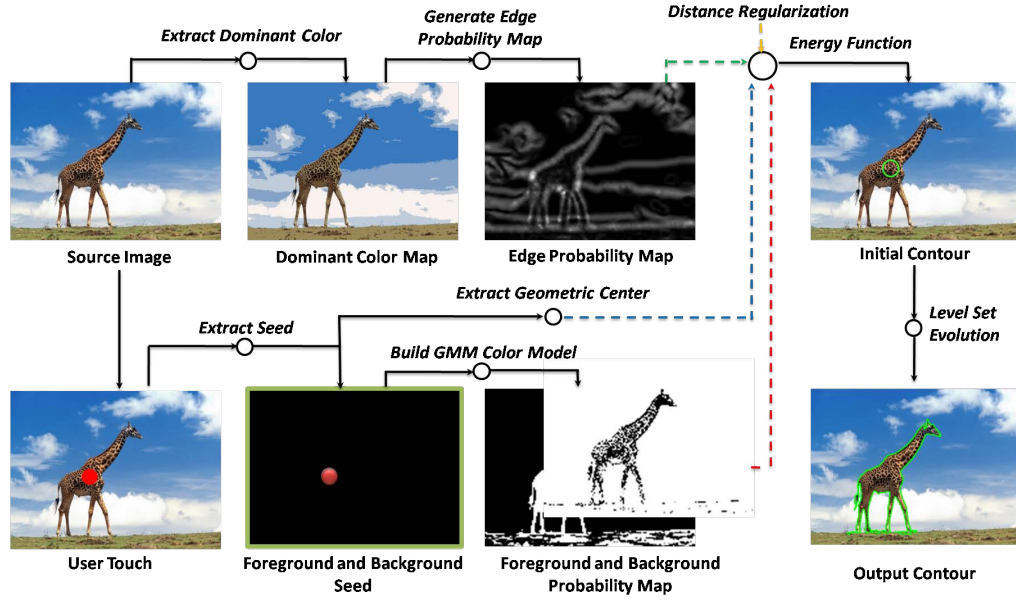 Distance Regularization
Extract Dominant Color
Generate Edge
Probability Map
Energy Function
Source Image
Dominant Color Map
Edge Probability Map
Initial Contour
Extract Geometric Center
Extract Seed
Build GMM Color Model
Level Set
Evolution
User Touch
Foreground and Background
Seed
Foreground and Background
Probability Map
Output Contour